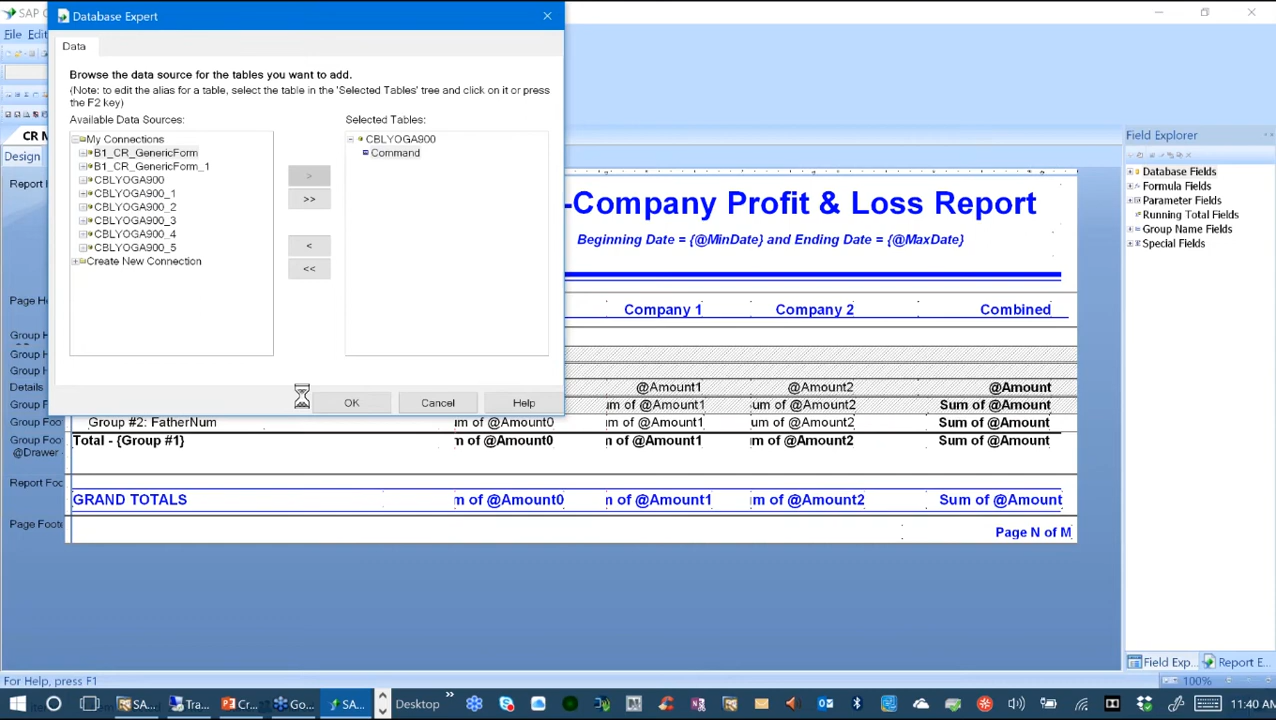 SAP C
Database Expert
File Edit
Data
Browse the data source for the tables you want to add.
(Note: to edit the alias for a table, select the table in the 'Selected Tables' tree and click on it or press
the F2 key)
Available Data Sources:
Selected Tables:
My Connections
B1_CR_GenericForm
B1_CR_GenericForm_1
CBLYOGA900
CBLYOGA900_1
CBLYOGA900_2
CBLYOGA900_3
CBLYOGA900_4
CBLYOGA900_5
Create New Connection
>
>>
<
<<
CBLYOGA900
Command
OK
Cancel
Help
CR M
Design
Report
-Company Profit & Loss Report
Beginning Date = {@MinDate} and Ending Date = {@MaxDate}
Page He
Company 1
Company 2
Combined
Group H
Group H
Group H
Details
@Amount1
@Amount2
@Amount
Group F
um of @Amount1
um of @Amount2
Sum of @Amount
Group Foo
Group #2: FatherNum
m of @Amount0
m of @Amount1
m of @Amount2
Sum of @Amount
Group Foo
Total - {Group #1}
m of @Amount0
m of @Amount1
m of @Amount2
Sum of @Amount
@Drawer
Report Foo
GRAND TOTALS
m of @Amount0
m of @Amount1
m of @Amount2
Sum of @Amount
Page Foote
Page N of M
Field Explorer
Database Fields
Formula Fields
Parameter Fields
Running Total Fields
Group Name Fields
Special Fields
Field Exp...
Report E...
For Help, press F1
100%
SA...
Tra...
Cr...
Go...
SA...
Desktop
11:40 AM